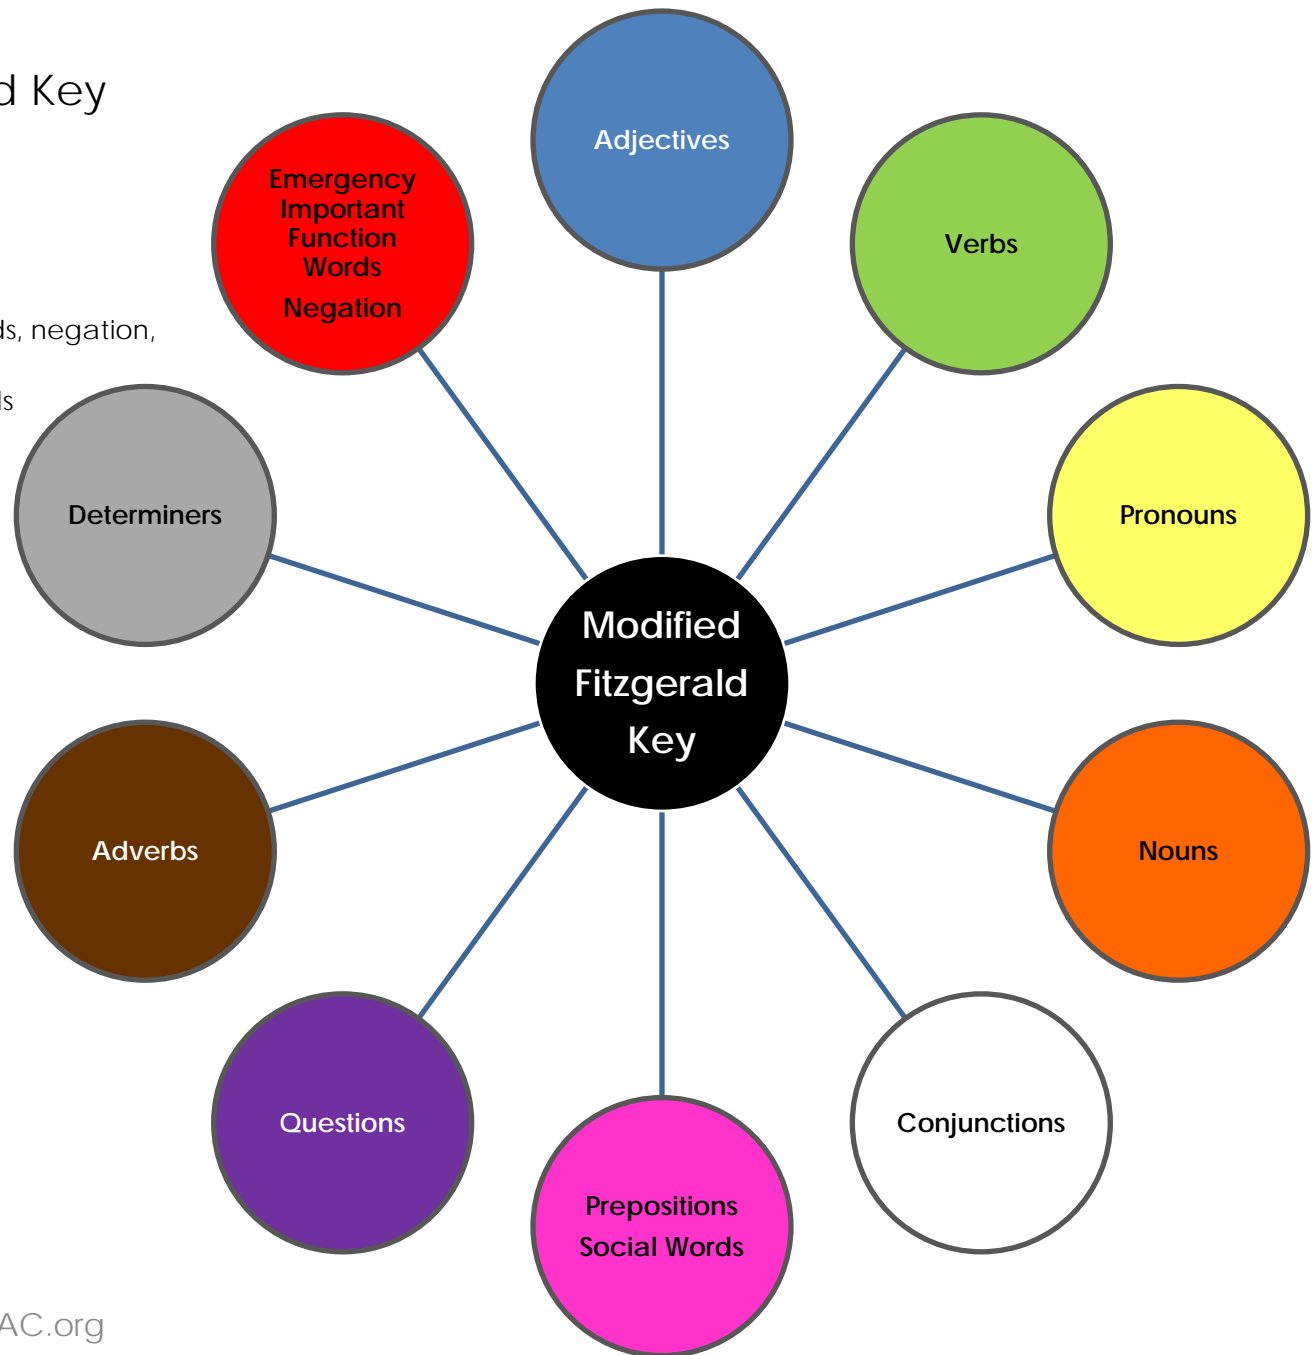 d Key
Adjectives
Emergency
Important
Function
Words
Negation
Verbs
ds, negation,
ds
Determiners
Pronouns
Modified
Fitzgerald
Key
Adverbs
Nouns
Questions
Conjunctions
Prepositions
Social Words
AC.org